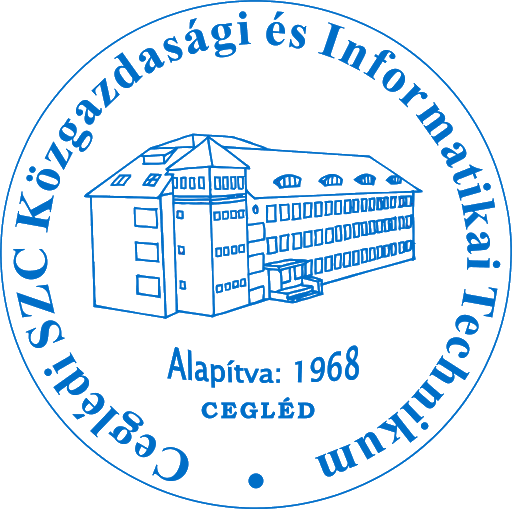 Ceglédi SZC Közgazdasági és Informatikai Technikum
Alapítva: 1968
CEGLÉD